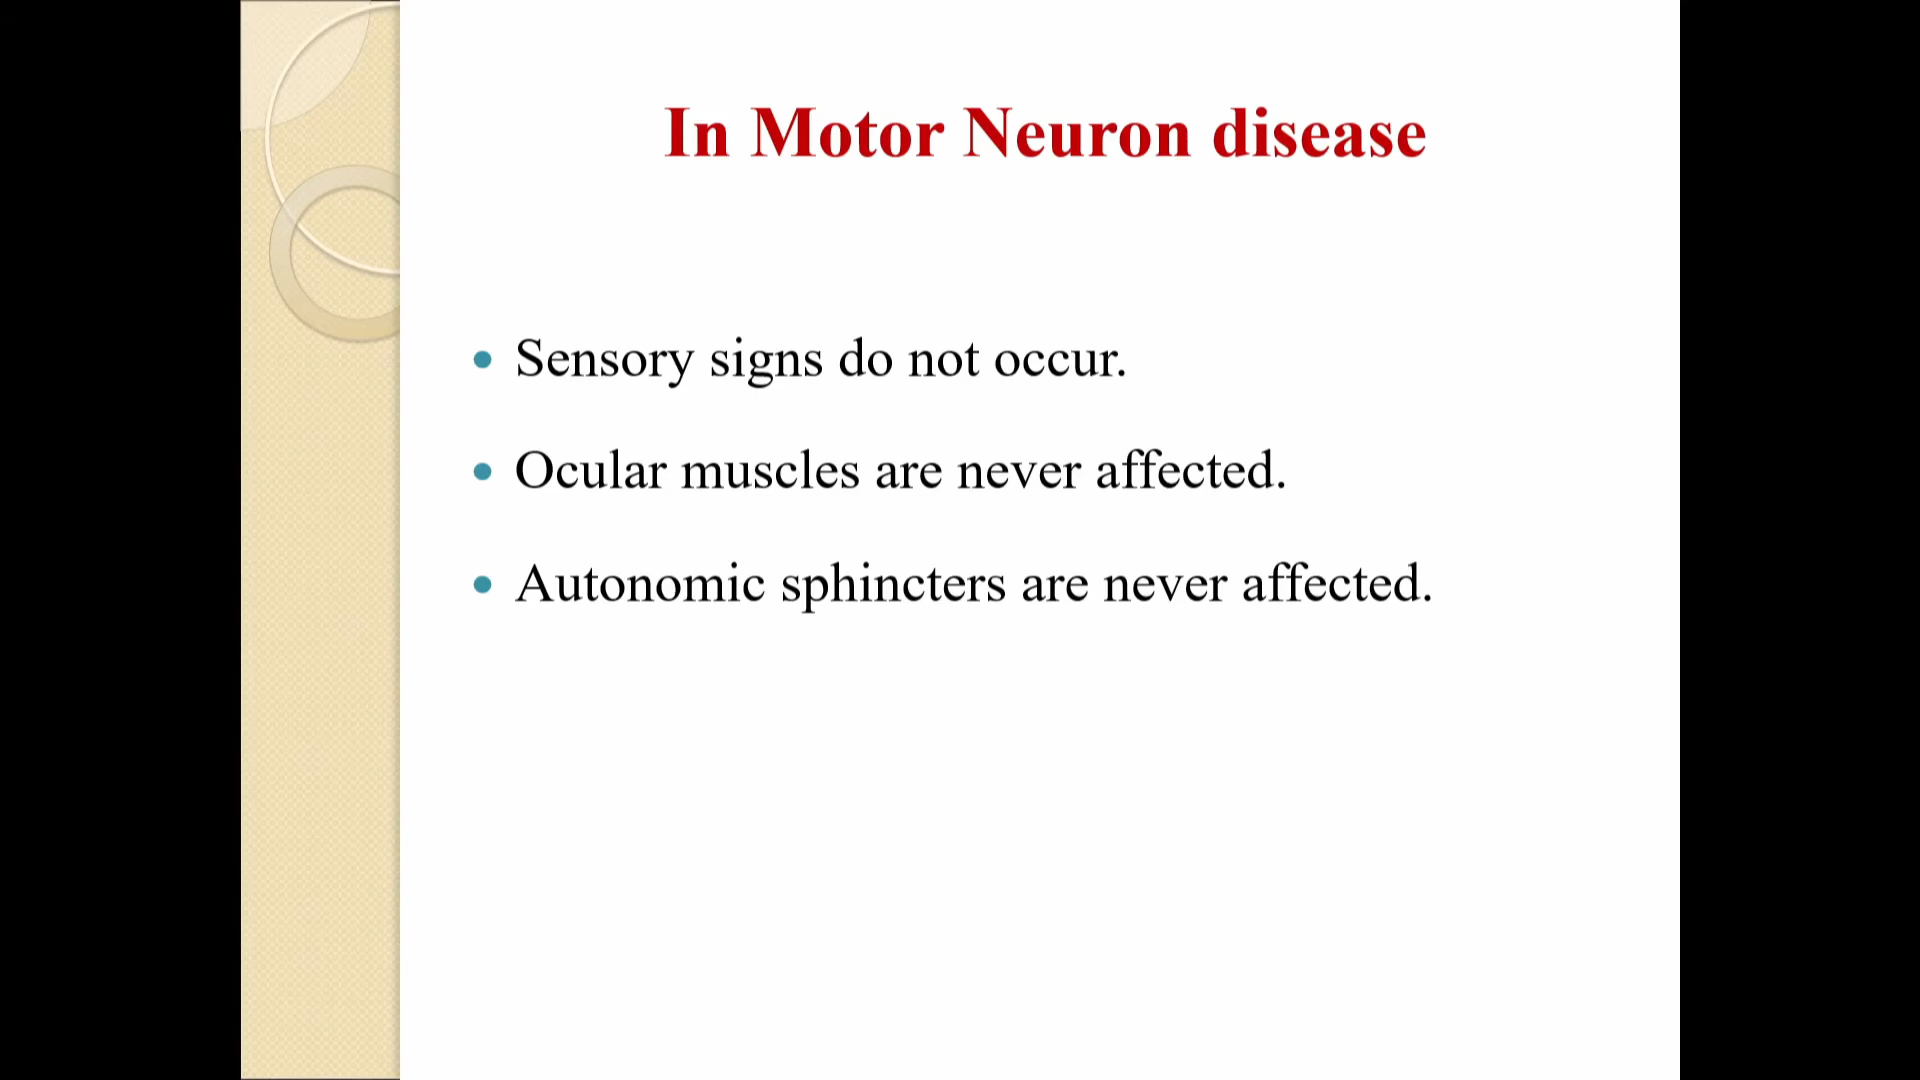 In Motor Neuron disease
• Sensory signs do not occur.
• Ocular muscles are never affected.
• Autonomic sphincters are never affected.